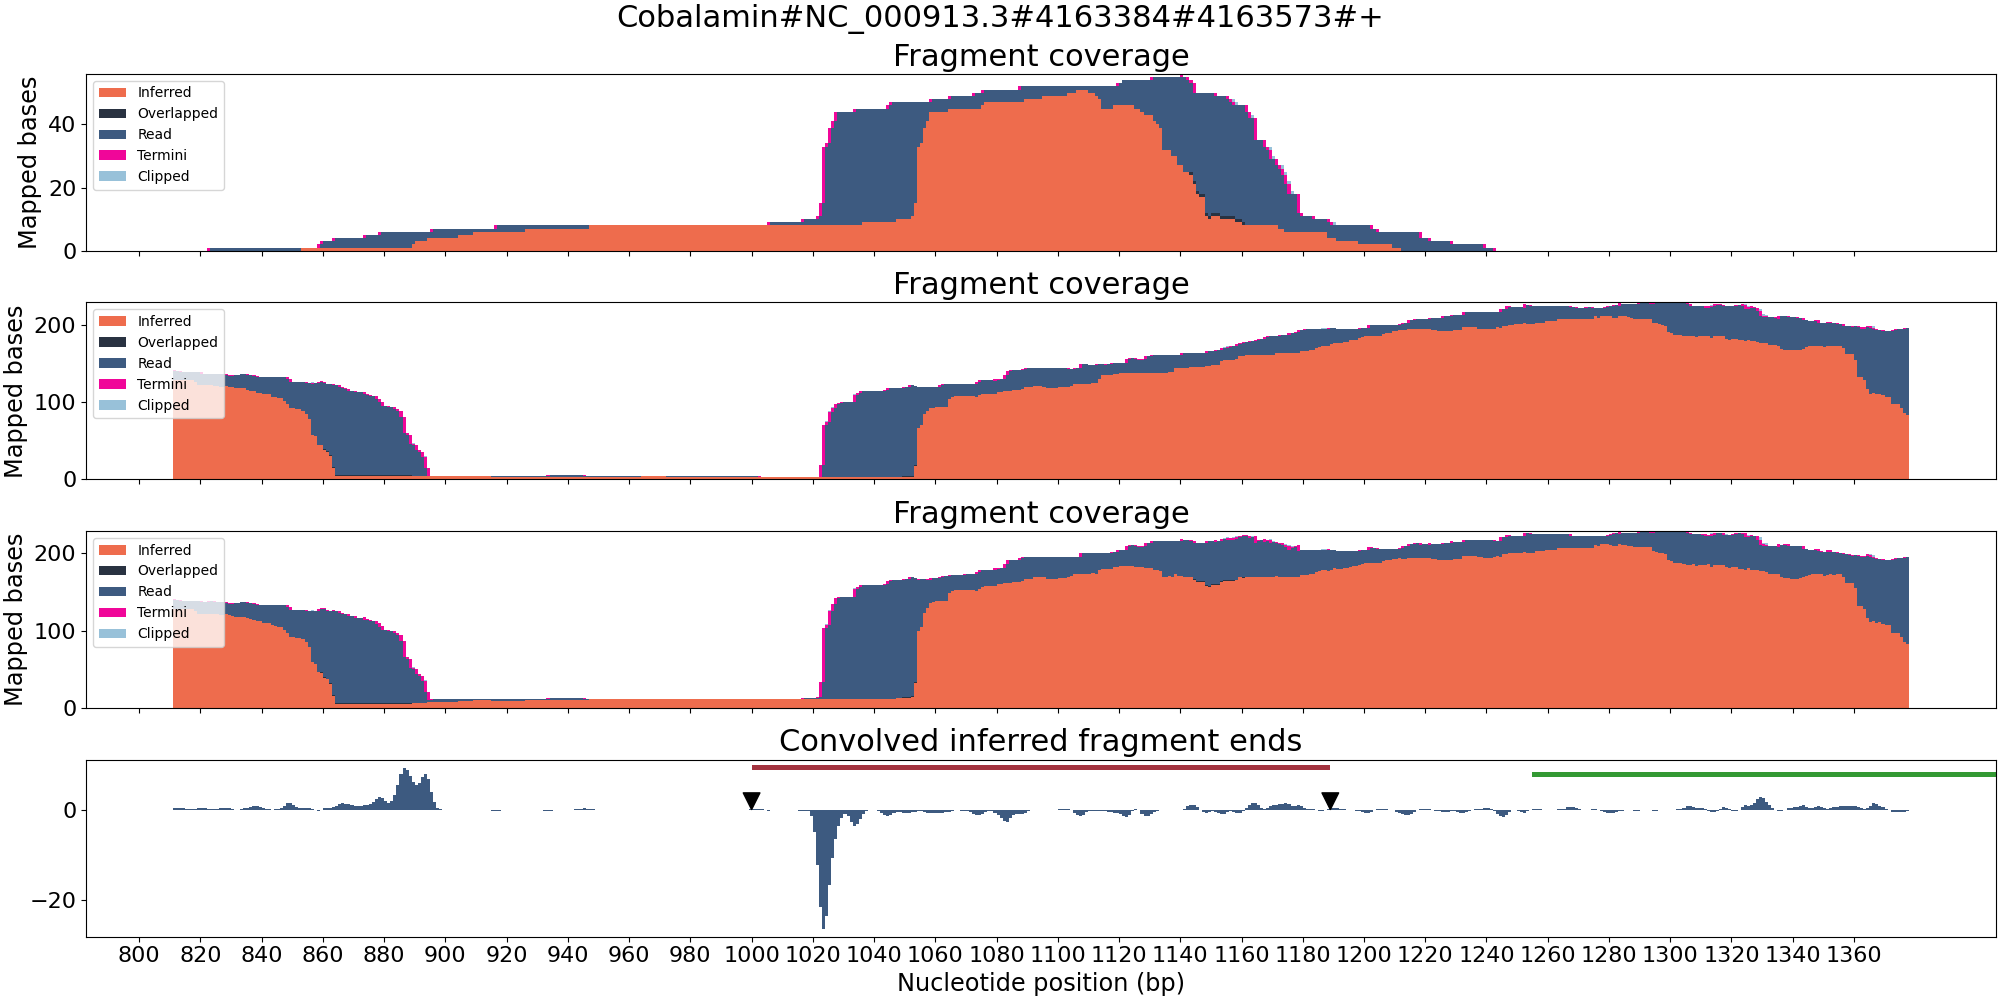 Cobalamin#NC_000913.3#4163384#4163573#+
Fragment coverage
Mapped bases
40
20
0
Inferred
Overlapped
Read
Termini
Clipped
Fragment coverage
Mapped bases
200
100
0
Inferred
Overlapped
Read
Termini
Clipped
Fragment coverage
Mapped bases
200
100
0
Inferred
Overlapped
Read
Termini
Clipped
Convolved inferred fragment ends
0
−20
800 820 840 860 880 900 920 940 960 980 1000 1020 1040 1060 1080 1100 1120 1140 1160 1180 1200 1220 1240 1260 1280 1300 1320 1340 1360
Nucleotide position (bp)